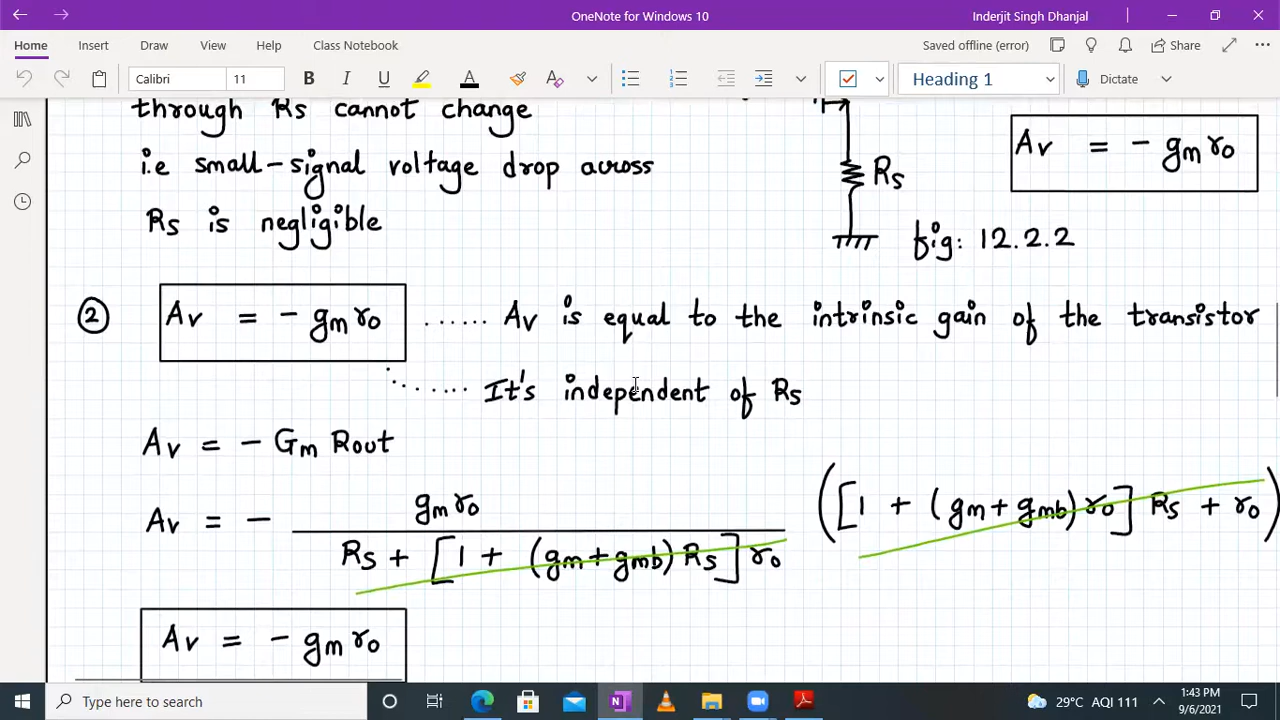 OneNote for Windows 10
Inderjit Singh Dhanjal
Home Insert Draw View Help Class Notebook
Saved offline (error)
Share
Calibri 11 B I U A Heading 1 Dictate
through Rs cannot change
i.e small-signal voltage drop across
Rs is negligible
Rs
Av = - gm ro
fig: 12.2.2
② Av = - gm ro ...... Av is equal to the intrinsic gain of the transistor
...... It's independent of Rs
Av = - Gm Rout
Av = - gm ro / Rs + [1 + (gm+gmb) Rs] ro ([1 + (gm+gmb) ro] Rs + ro)
Av = - gm ro
Type here to search
29°C AQI 111
1:43 PM
9/6/2021